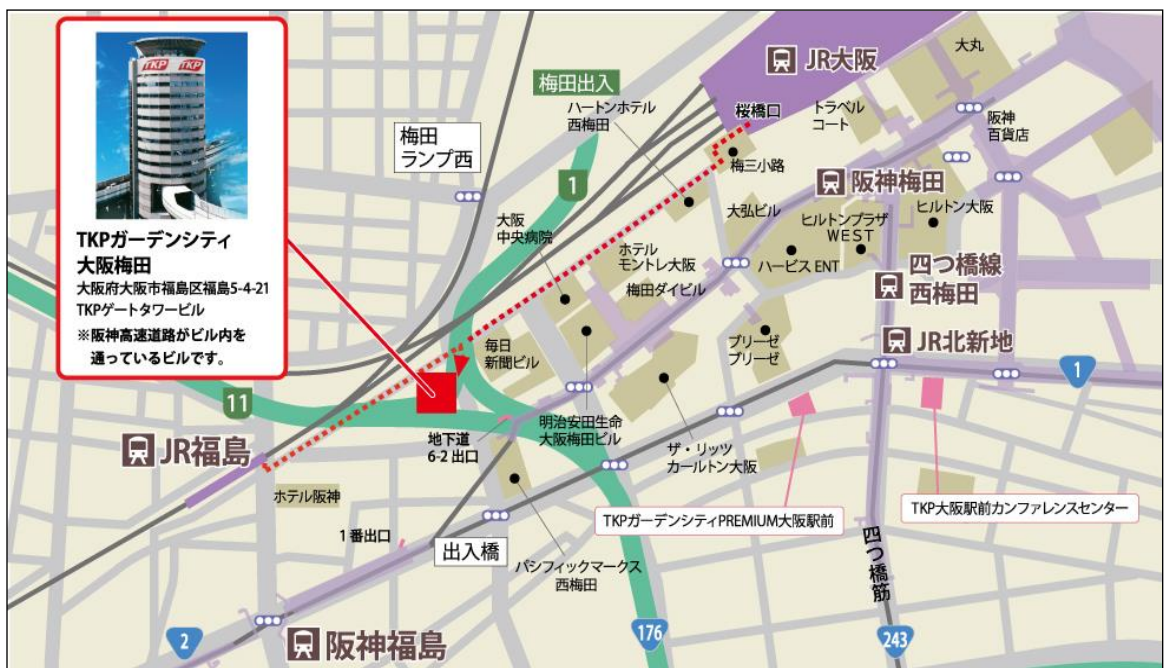 TKP
TKP
TKPガーデンシティ
大阪梅田
大阪府大阪市福島区福島5-4-21
TKPゲートタワービル
※阪神高速道路がビル内を
通っているビルです。
JR大阪
大丸
梅田出入
ハートンホテル
西梅田
桜橋口
トラベル
コート
阪神
百貨店
梅田
ランプ西
1
梅三小路
阪神梅田
大弘ビル
ヒルトンプラザ
WEST
ヒルトン大阪
大阪
中央病院
ホテル
モントレ大阪
ハービス ENT
四つ橋線
西梅田
梅田ダイビル
毎日
新聞ビル
ブリーゼ
ブリーゼ
JR北新地
1
11
地下道
6-2 出口
明治安田生命
大阪梅田ビル
ザ・リッツ
カールトン大阪
JR福島
ホテル阪神
TKPガーデンシティPREMIUM大阪駅前
TKP大阪駅前カンファレンスセンター
1 番出口
出入橋
パシフィックマークス
西梅田
四つ橋筋
2
阪神福島
176
243